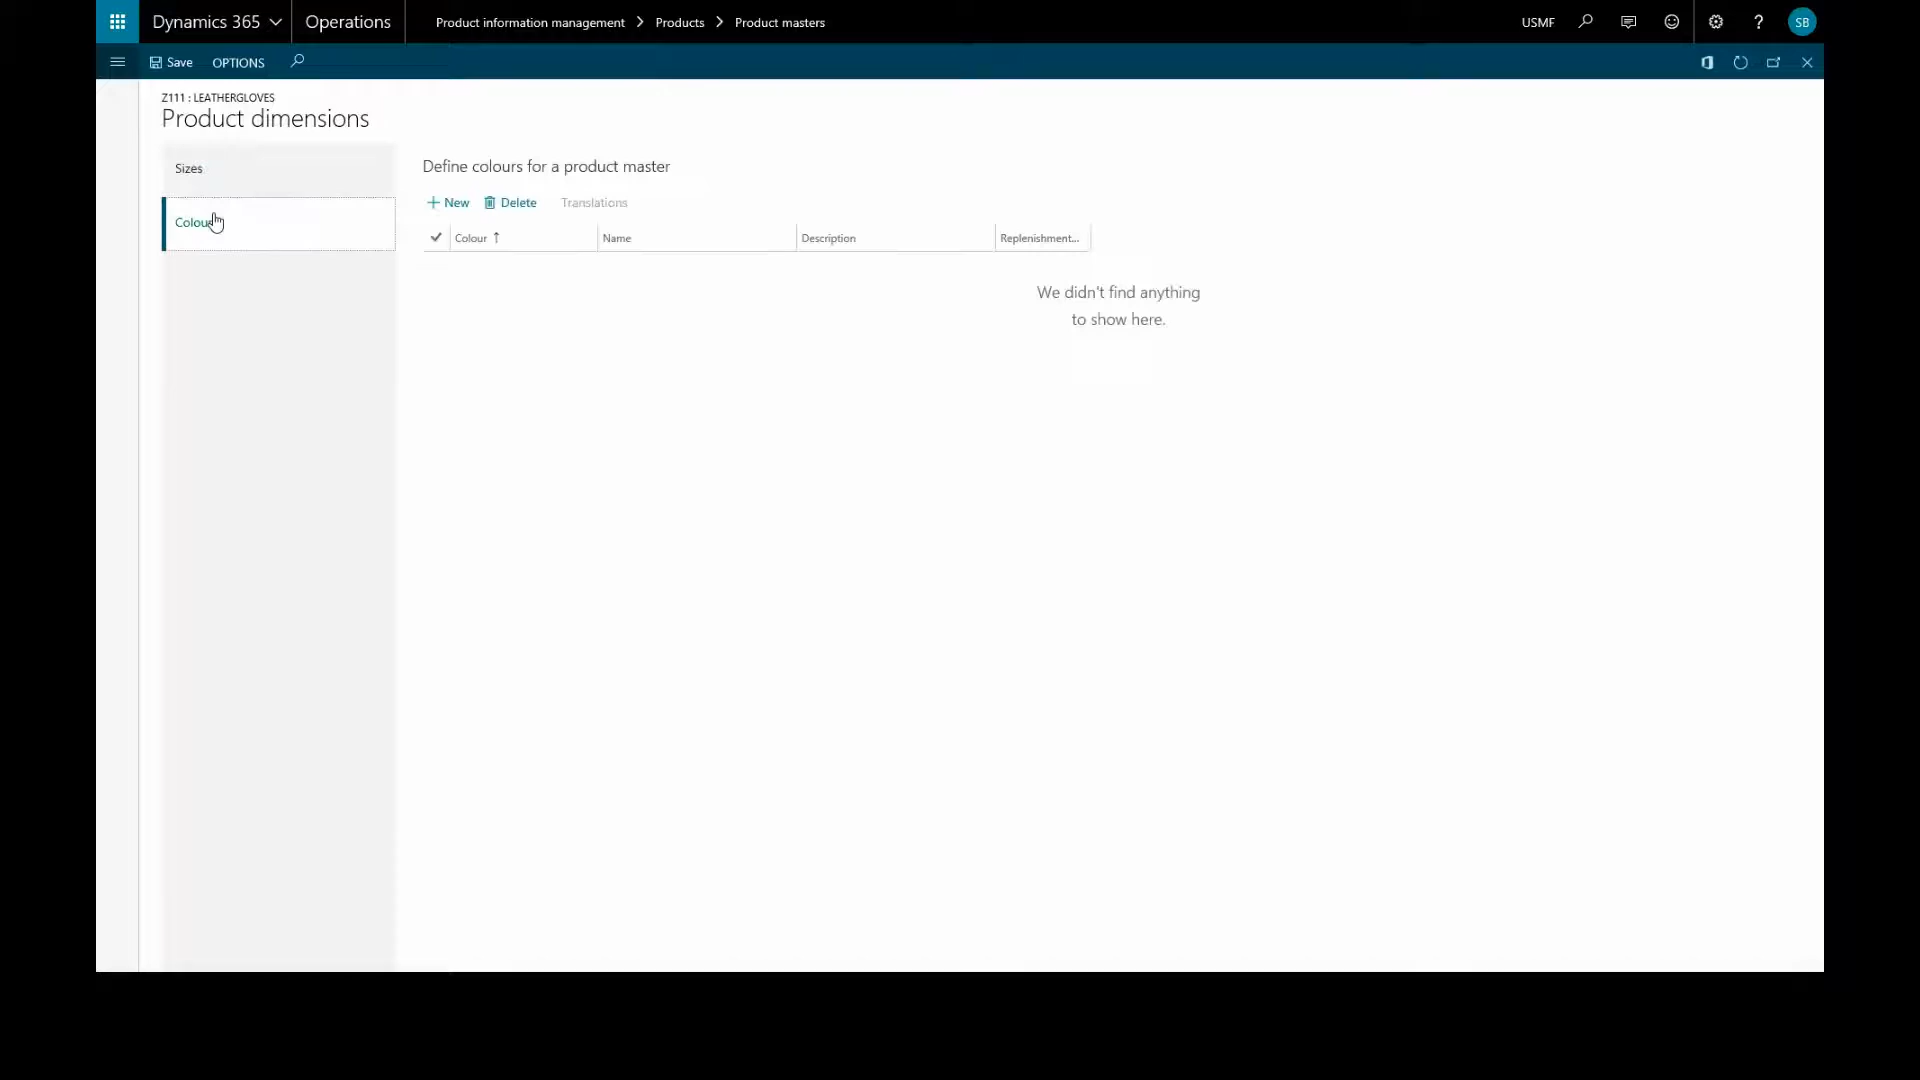 Dynamics 365 Operations Product information management Products Product masters USMF ? SB
Save OPTIONS
Z111 : LEATHERGLOVES
Product dimensions
Sizes
Colours
Define colours for a product master
New Delete Translations
Colour Name Description Replenishment...
We didn't find anything
to show here.